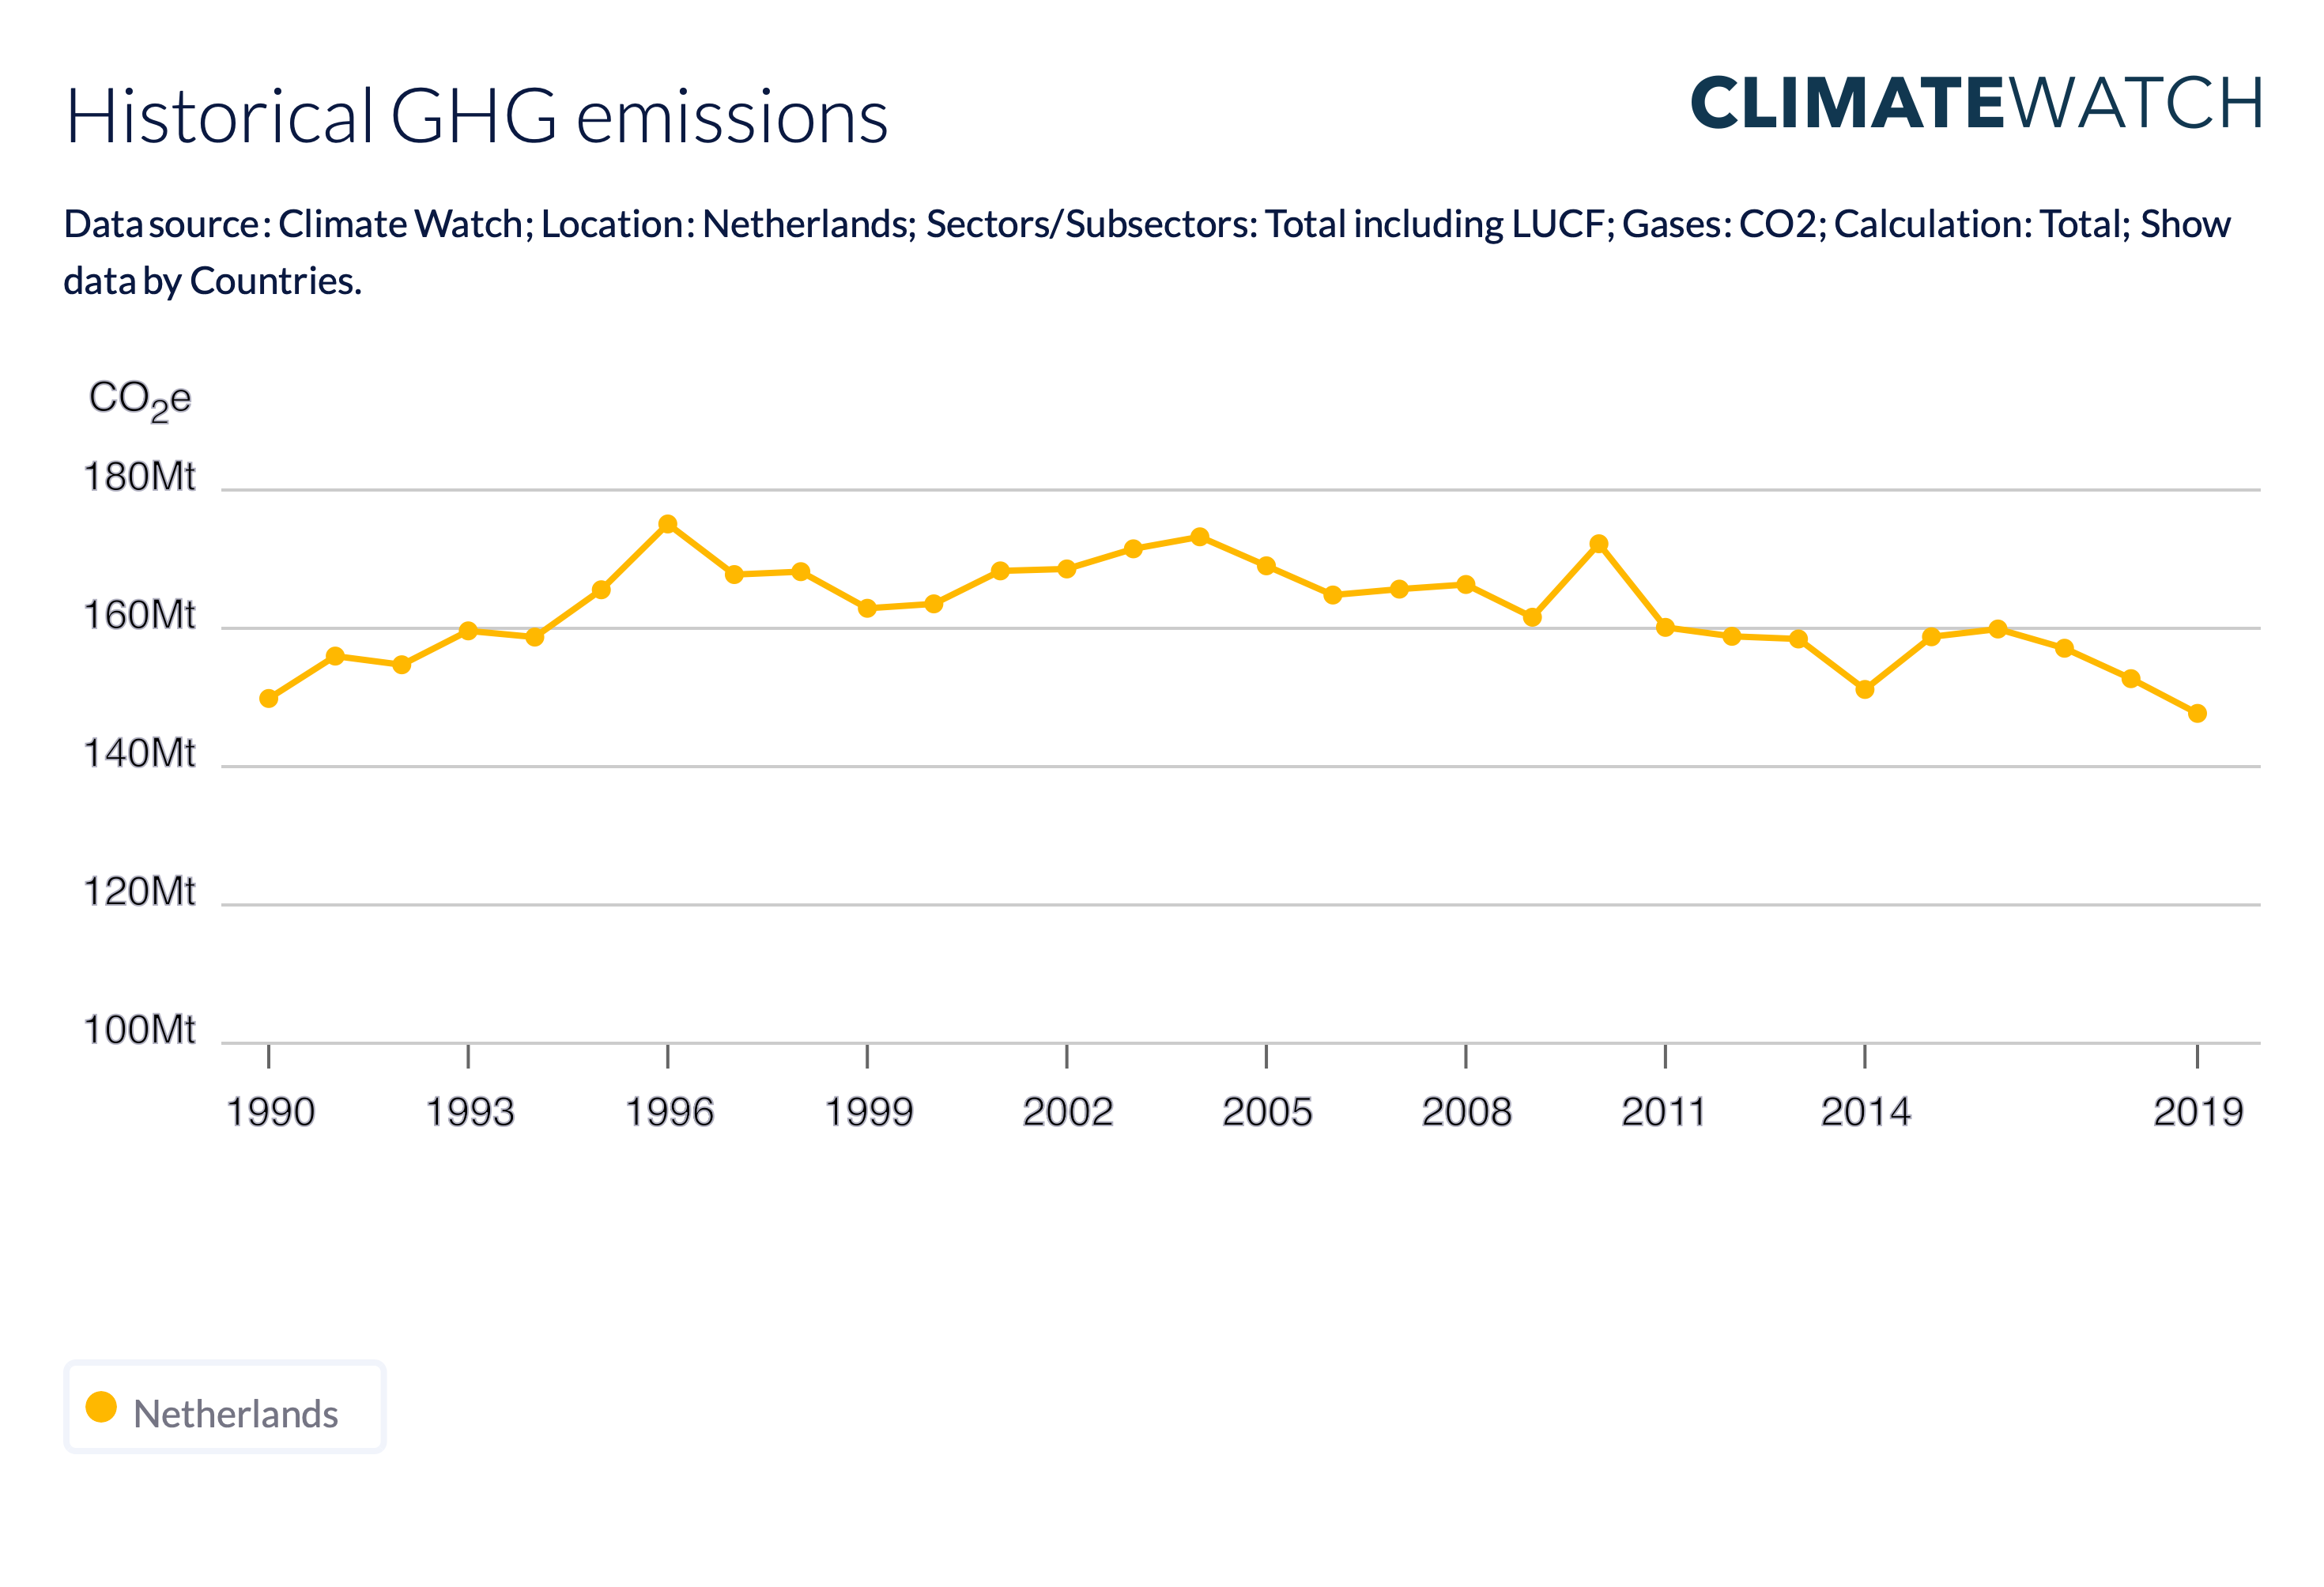 Historical GHG emissions
CLIMATEWATCH
Data source: Climate Watch; Location: Netherlands; Sectors/Subsectors: Total including LUCF; Gases: CO2; Calculation: Total; Show
data by Countries.
CO₂e
180Mt
160Mt
140Mt
120Mt
100Mt
1990 1993 1996 1999 2002 2005 2008 2011 2014 2019
Netherlands